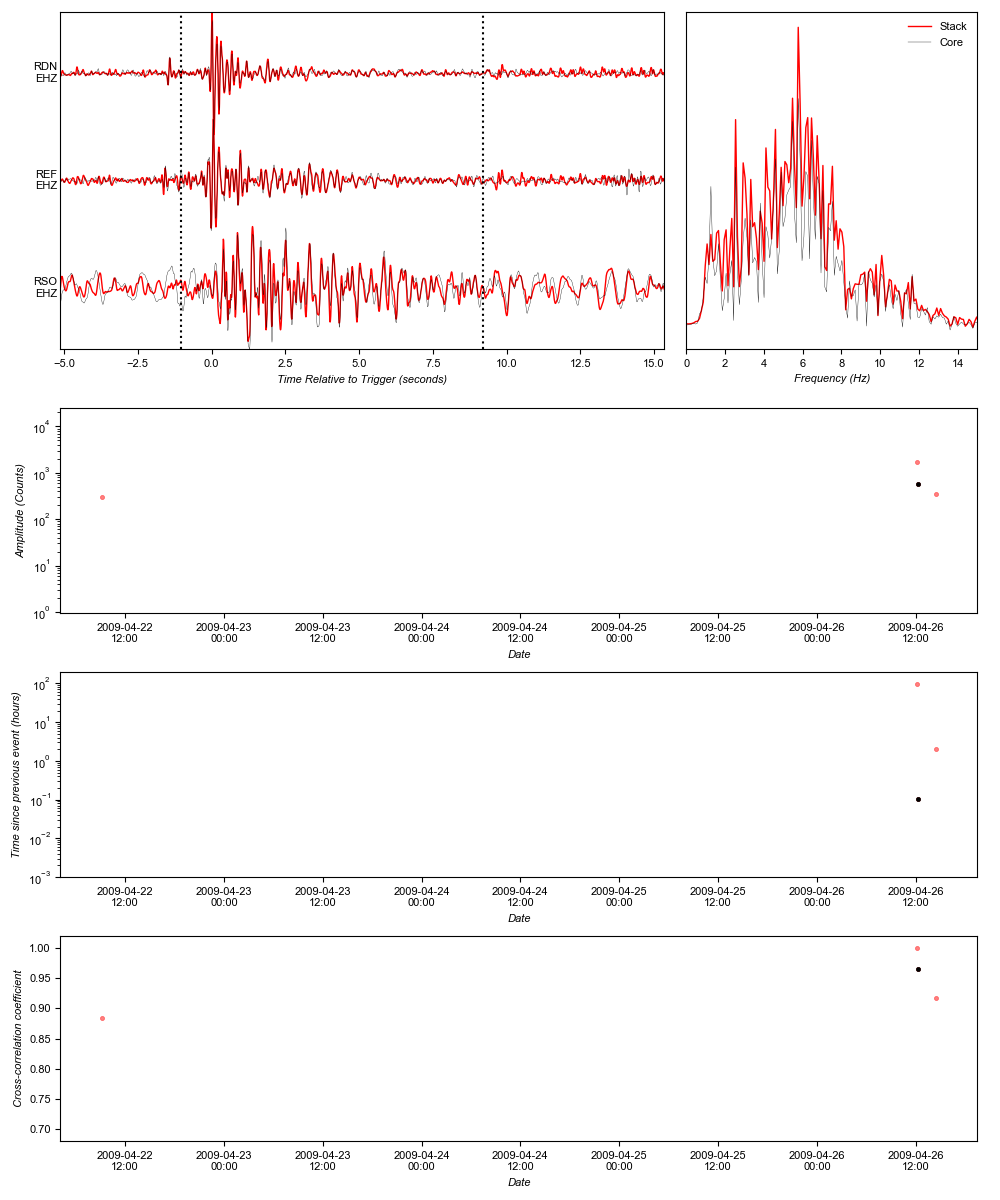 RDN
EHZ
REF
EHZ
RSO
EHZ
−5.0 −2.5 0.0 2.5 5.0 7.5 10.0 12.5 15.0
Time Relative to Trigger (seconds)
Stack
Core
0 2 4 6 8 10 12 14
Frequency (Hz)
10^4
10^3
10^2
10^1
10^0
Amplitude (Counts)
2009-04-22 2009-04-23 2009-04-23 2009-04-24 2009-04-24 2009-04-25 2009-04-25 2009-04-26 2009-04-26
12:00 00:00 12:00 00:00 12:00 00:00 12:00 00:00 12:00
Date
10^2
10^1
10^0
10^−1
10^−2
10^−3
Time since previous event (hours)
2009-04-22 2009-04-23 2009-04-23 2009-04-24 2009-04-24 2009-04-25 2009-04-25 2009-04-26 2009-04-26
12:00 00:00 12:00 00:00 12:00 00:00 12:00 00:00 12:00
Date
1.00
0.95
0.90
0.85
0.80
0.75
0.70
Cross-correlation coefficient
2009-04-22 2009-04-23 2009-04-23 2009-04-24 2009-04-24 2009-04-25 2009-04-25 2009-04-26 2009-04-26
12:00 00:00 12:00 00:00 12:00 00:00 12:00 00:00 12:00
Date